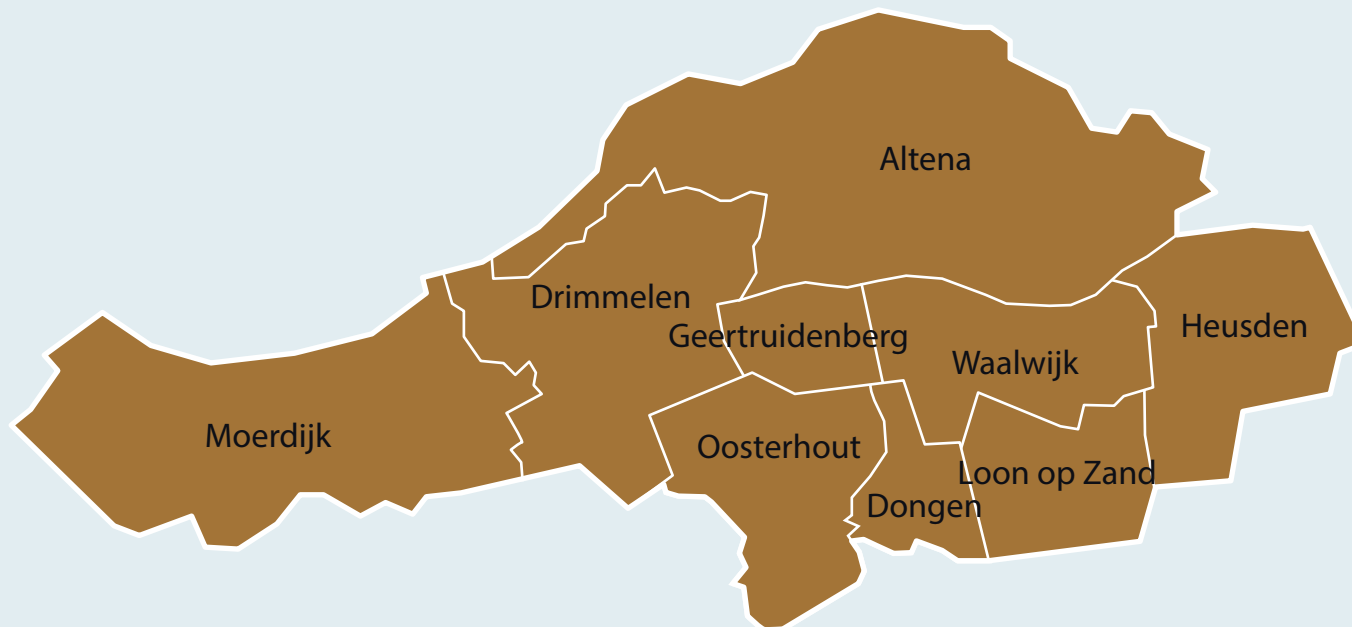 Altena
Drimmelen
Heusden
Geertruidenberg
Waalwijk
Moerdijk
Oosterhout
Loon op Zand
Dongen